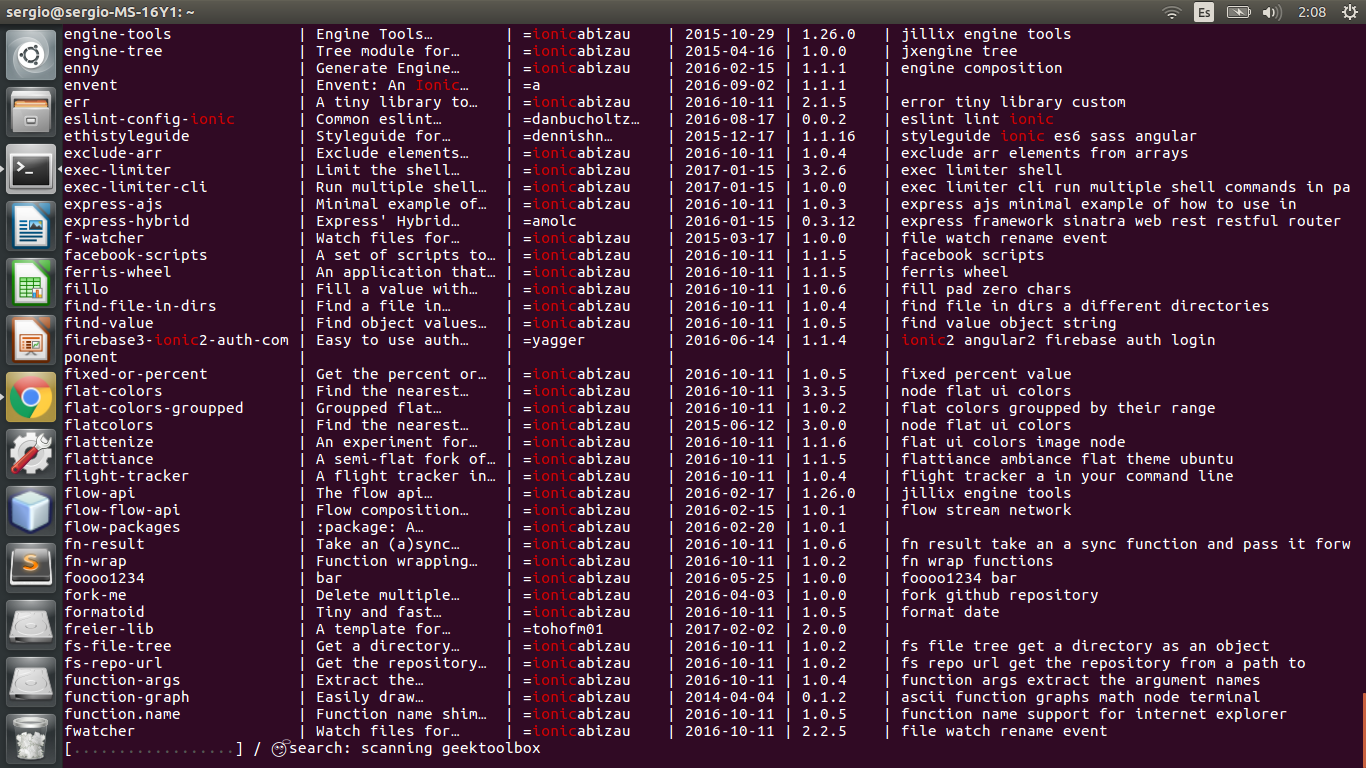 sergio@sergio-MS-16Y1: ~ Es 2:08
engine-tools | Engine Tools… | =ionicabizau | 2015-10-29 | 1.26.0 | jillix engine tools
engine-tree | Tree module for… | =ionicabizau | 2015-04-16 | 1.0.0 | jxengine tree
enny | Generate Engine… | =ionicabizau | 2016-02-15 | 1.1.1 | engine composition
envent | Envent: An Ionic… | =a | 2016-09-02 | 1.1.1 |
err | A tiny library to… | =ionicabizau | 2016-10-11 | 2.1.5 | error tiny library custom
eslint-config-ionic | Common eslint… | =danbucholtz… | 2016-08-17 | 0.0.2 | eslint lint ionic
ethistyleguide | Styleguide for… | =dennishn… | 2015-12-17 | 1.1.16 | styleguide ionic es6 sass angular
exclude-arr | Exclude elements… | =ionicabizau | 2016-10-11 | 1.0.4 | exclude arr elements from arrays
exec-limiter | Limit the shell… | =ionicabizau | 2017-01-15 | 3.2.6 | exec limiter shell
exec-limiter-cli | Run multiple shell… | =ionicabizau | 2017-01-15 | 1.0.0 | exec limiter cli run multiple shell commands in pa
express-ajs | Minimal example of… | =ionicabizau | 2016-10-11 | 1.0.3 | express ajs minimal example of how to use in
express-hybrid | Express' Hybrid… | =amolc | 2016-01-15 | 0.3.12 | express framework sinatra web rest restful router
f-watcher | Watch files for… | =ionicabizau | 2015-03-17 | 1.0.0 | file watch rename event
facebook-scripts | A set of scripts to… | =ionicabizau | 2016-10-11 | 1.1.5 | facebook scripts
ferris-wheel | An application that… | =ionicabizau | 2016-10-11 | 1.1.5 | ferris wheel
fillo | Fill a value with… | =ionicabizau | 2016-10-11 | 1.0.6 | fill pad zero chars
find-file-in-dirs | Find a file in… | =ionicabizau | 2016-10-11 | 1.0.4 | find file in dirs a different directories
find-value | Find object values… | =ionicabizau | 2016-10-11 | 1.0.5 | find value object string
firebase3-ionic2-auth-com | Easy to use auth… | =yagger | 2016-06-14 | 1.1.4 | ionic2 angular2 firebase auth login
ponent | | | | |
fixed-or-percent | Get the percent or… | =ionicabizau | 2016-10-11 | 1.0.5 | fixed percent value
flat-colors | Find the nearest… | =ionicabizau | 2016-10-11 | 3.3.5 | node flat ui colors
flat-colors-groupped | Groupped flat… | =ionicabizau | 2016-10-11 | 1.0.2 | flat colors groupped by their range
flatcolors | Find the nearest… | =ionicabizau | 2015-06-12 | 3.0.0 | node flat ui colors
flattenize | An experiment for… | =ionicabizau | 2016-10-11 | 1.1.6 | flat ui colors image node
flattiance | A semi-flat fork of… | =ionicabizau | 2016-10-11 | 1.1.5 | flattiance ambiance flat theme ubuntu
flight-tracker | A flight tracker in… | =ionicabizau | 2016-10-11 | 1.0.4 | flight tracker a in your command line
flow-api | The flow api… | =ionicabizau | 2016-02-17 | 1.26.0 | jillix engine tools
flow-flow-api | Flow composition… | =ionicabizau | 2016-02-15 | 1.0.1 | flow stream network
flow-packages | :package: A… | =ionicabizau | 2016-02-20 | 1.0.1 |
fn-result | Take an (a)sync… | =ionicabizau | 2016-10-11 | 1.0.6 | fn result take an a sync function and pass it forw
fn-wrap | Function wrapping… | =ionicabizau | 2016-10-11 | 1.0.2 | fn wrap functions
foooo1234 | bar | =ionicabizau | 2016-05-25 | 1.0.0 | foooo1234 bar
fork-me | Delete multiple… | =ionicabizau | 2016-04-03 | 1.0.0 | fork github repository
formatoid | Tiny and fast… | =ionicabizau | 2016-10-11 | 1.0.5 | format date
freier-lib | A template for… | =tohofm01 | 2017-02-02 | 2.0.0 |
fs-file-tree | Get a directory… | =ionicabizau | 2016-10-11 | 1.0.2 | fs file tree get a directory as an object
fs-repo-url | Get the repository… | =ionicabizau | 2016-10-11 | 1.0.2 | fs repo url get the repository from a path to
function-args | Extract the… | =ionicabizau | 2016-10-11 | 1.0.4 | function args extract the argument names
function-graph | Easily draw… | =ionicabizau | 2014-04-04 | 0.1.2 | ascii function graphs math node terminal
function.name | Function name shim… | =ionicabizau | 2016-10-11 | 1.0.5 | function name support for internet explorer
fwatcher | Watch files for… | =ionicabizau | 2016-10-11 | 2.2.5 | file watch rename event
[..................] / search: scanning geektoolbox